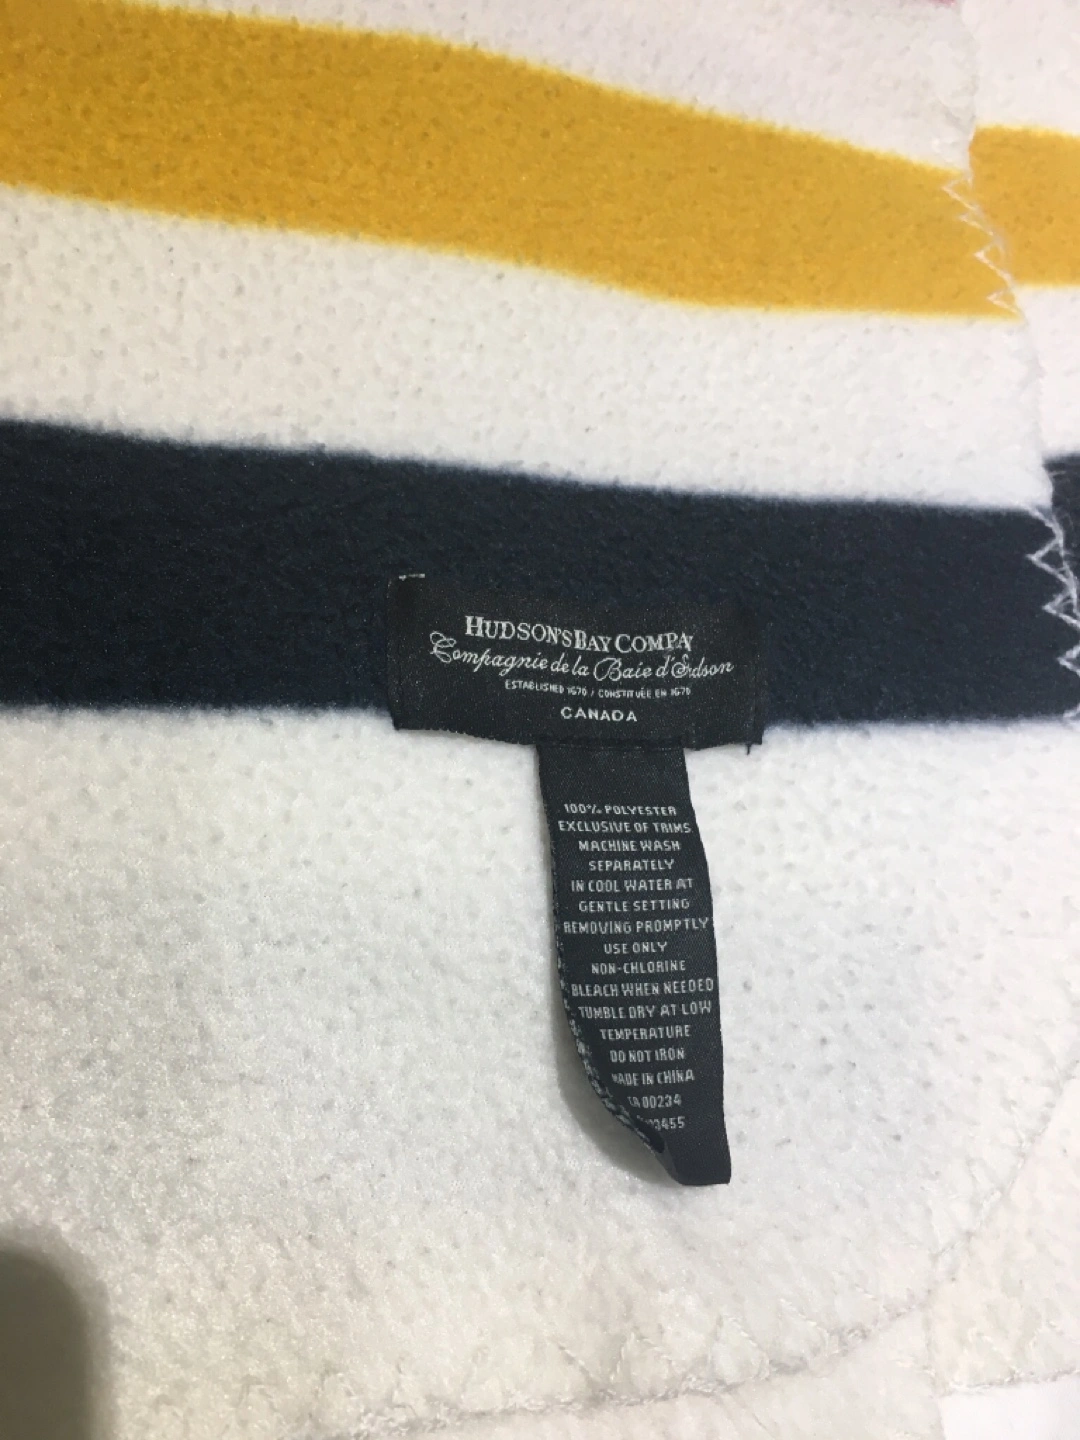 HUDSON'S BAY COMPA
Compagnie de la Baie d'
ESTABLISHED 1670 / CONSTITUÉE EN 1670
CANADA
100% POLYESTER
EXCLUSIVE OF TRIMS
MACHINE WASH
SEPARATELY
IN COOL WATER AT
GENTLE SETTING
REMOVING PROMPTLY
USE ONLY
NON-CHLORINE
BLEACH WHEN NEEDED
TUMBLE DRY AT LOW
TEMPERATURE
DO NOT IRON
MADE IN CHINA
00234